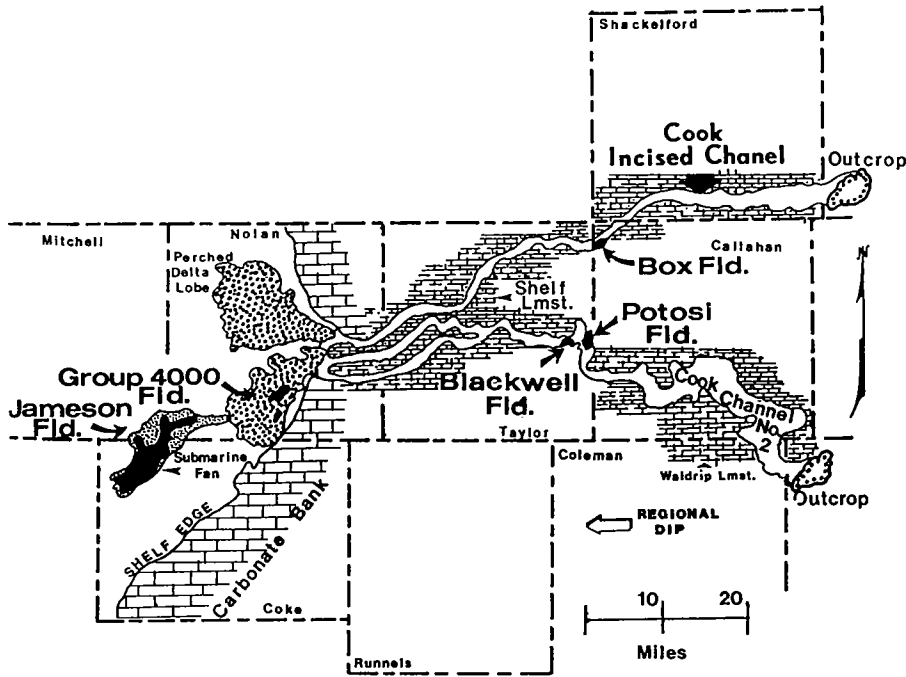 Shackelford
Cook
Incised Chanel
Outcrop
Mitchell
Nolan
Callahan
Perched
Delta
Lobe
Box Fld.
Shelf
Lmst.
Potosi
Fld.
Group 4000
Fld.
Blackwell
Fld.
Jameson
Fld.
Cook Channel
No.
2
Taylor
Submarine
Fan
Coleman
Waldrip Lmst.
Outcrop
SHELF EDGE
Carbonate Bank
REGIONAL
DIP
N
Coke
10 20
Miles
Runnels